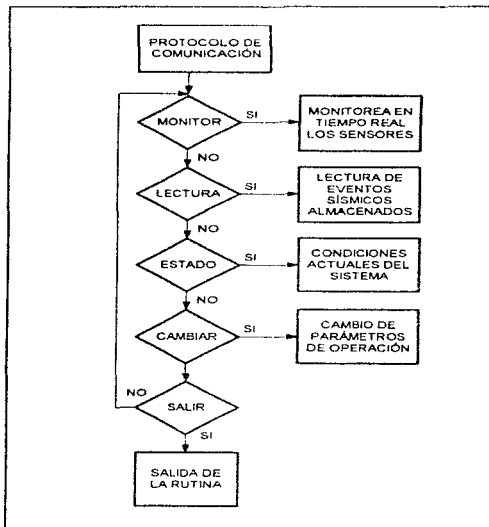 PROTOCOLO DE
COMUNICACIÓN
MONITOR
SI
MONITOREA EN
TIEMPO REAL
LOS SENSORES
NO
LECTURA
SI
LECTURA DE
EVENTOS
SÍSMICOS
ALMACENADOS
NO
ESTADO
SI
CONDICIONES
ACTUALES DEL
SISTEMA
NO
CAMBIAR
SI
CAMBIO DE
PARÁMETROS
DE OPERACIÓN
NO
SALIR
SI
SALIDA DE
LA RUTINA